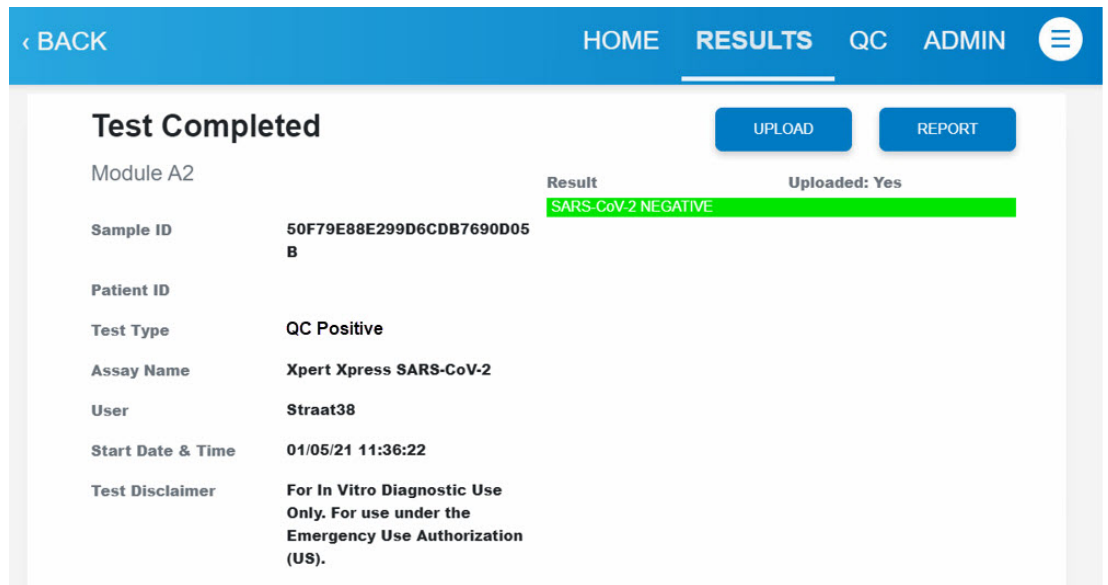 ‹ BACK
HOME RESULTS QC ADMIN
Test Completed
UPLOAD REPORT
Module A2
Result Uploaded: Yes
SARS-CoV-2 NEGATIVE
Sample ID 50F79E88E299D6CDB7690D05
B
Patient ID
Test Type QC Positive
Assay Name Xpert Xpress SARS-CoV-2
User Straat38
Start Date & Time 01/05/21 11:36:22
Test Disclaimer For In Vitro Diagnostic Use
Only. For use under the
Emergency Use Authorization
(US).